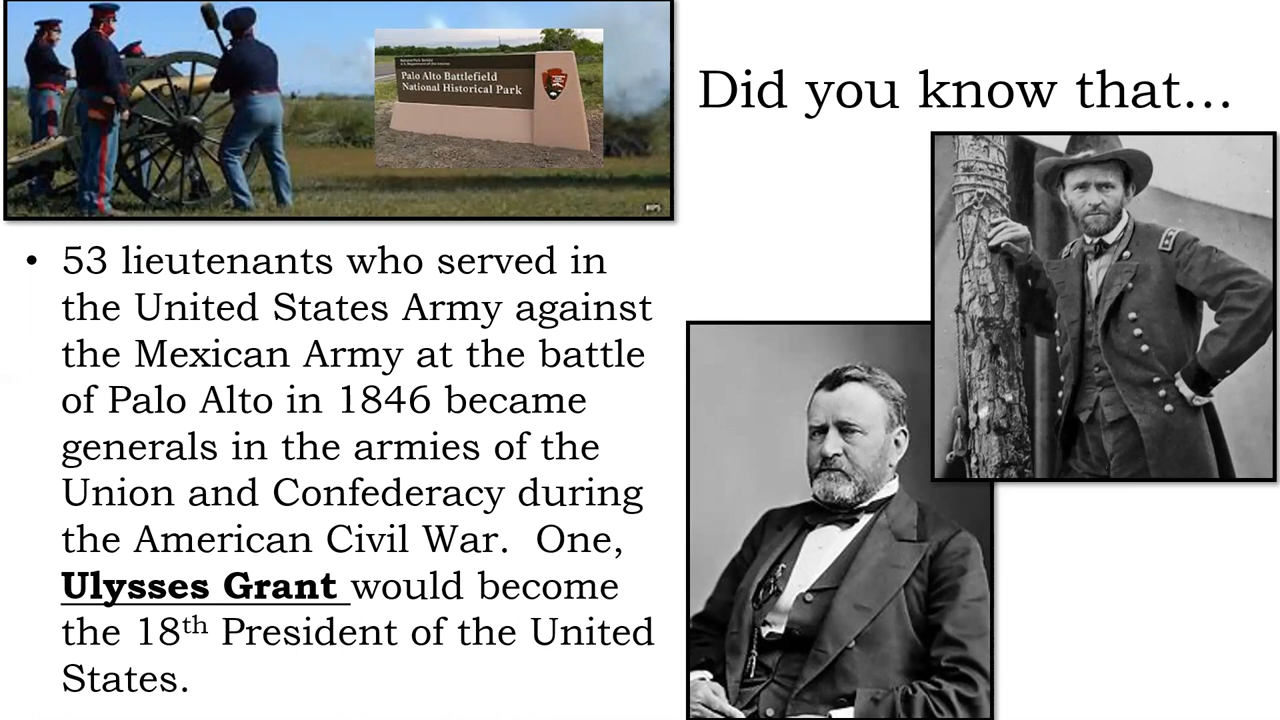 Palo Alto Battlefield
National Historical Park
Did you know that…
• 53 lieutenants who served in
the United States Army against
the Mexican Army at the battle
of Palo Alto in 1846 became
generals in the armies of the
Union and Confederacy during
the American Civil War.  One,
Ulysses Grant would become
the 18th President of the United
States.